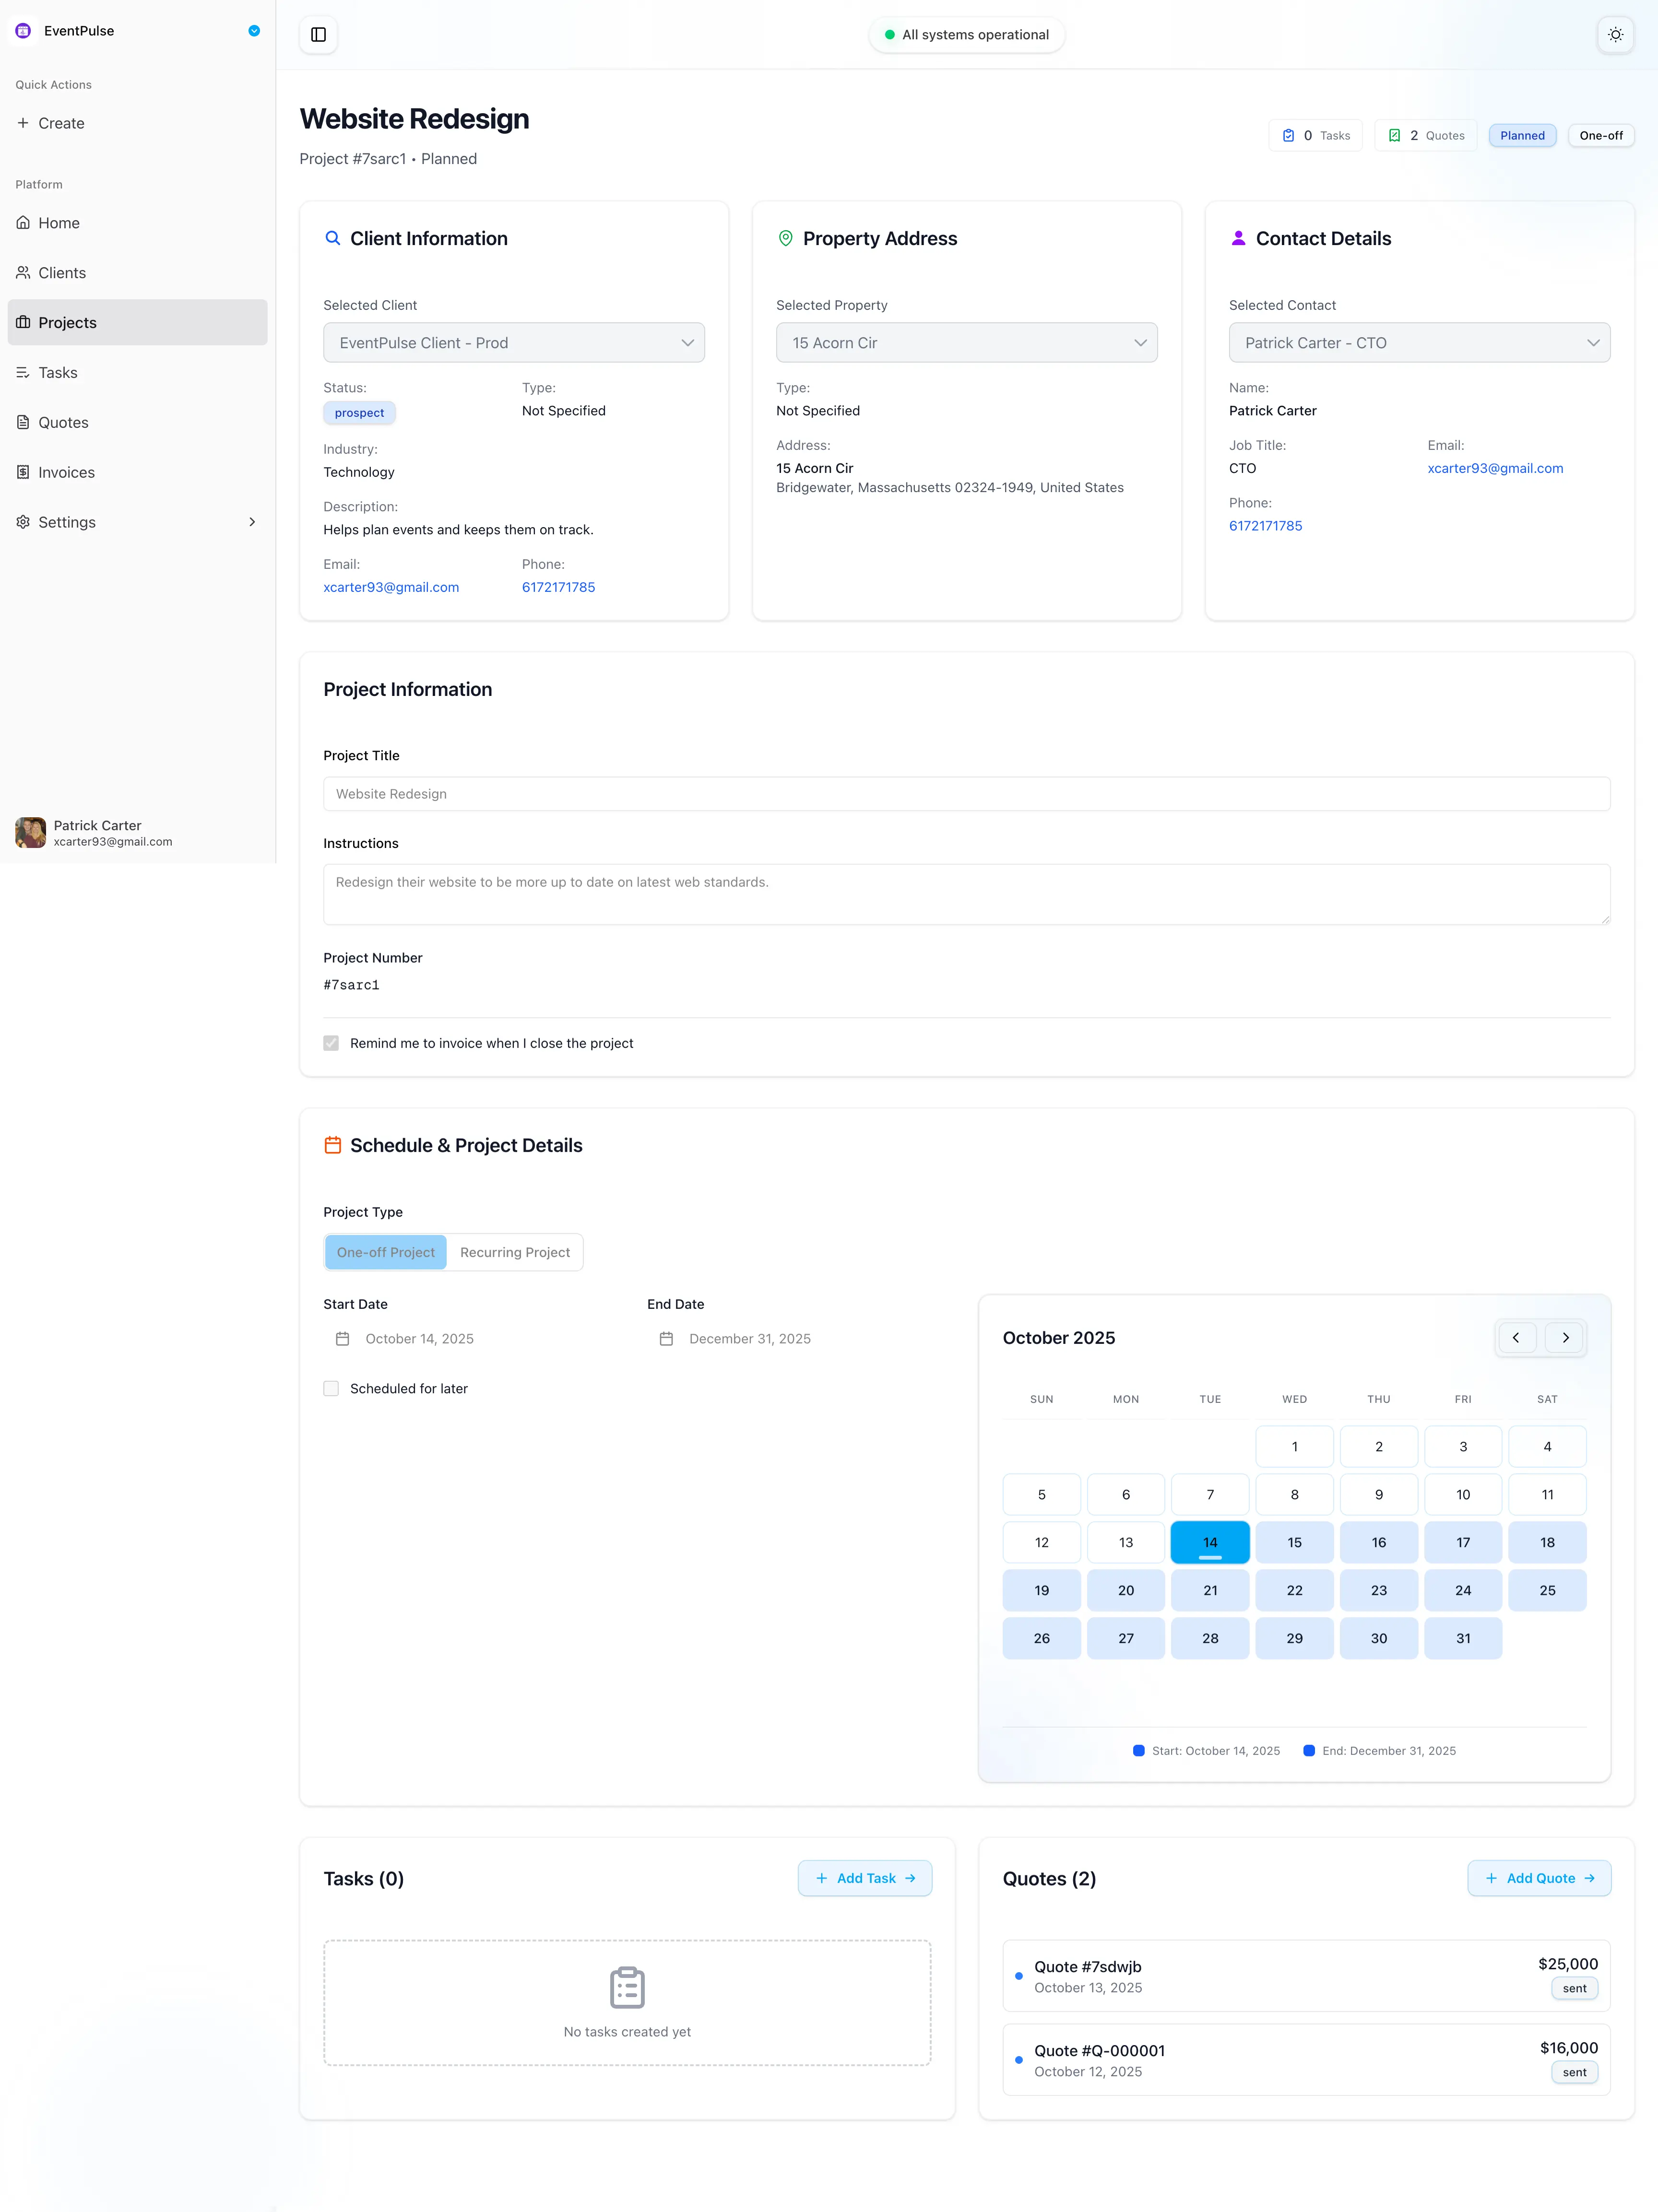 EventPulse
Quick Actions
Create
Platform
Home
Clients
Projects
Tasks
Quotes
Invoices
Settings
Patrick Carter
xcarter93@gmail.com
All systems operational
Website Redesign
Project #7sarc1 • Planned
0 Tasks
2 Quotes
Planned
One-off
Client Information
Selected Client
EventPulse Client - Prod
Status:
Type:
prospect
Not Specified
Industry:
Technology
Description:
Helps plan events and keeps them on track.
Email:
Phone:
xcarter93@gmail.com
6172171785
Property Address
Selected Property
15 Acorn Cir
Type:
Not Specified
Address:
15 Acorn Cir
Bridgewater, Massachusetts 02324-1949, United States
Contact Details
Selected Contact
Patrick Carter - CTO
Name:
Patrick Carter
Job Title:
Email:
CTO
xcarter93@gmail.com
Phone:
6172171785
Project Information
Project Title
Website Redesign
Instructions
Redesign their website to be more up to date on latest web standards.
Project Number
#7sarc1
Remind me to invoice when I close the project
Schedule & Project Details
Project Type
One-off Project
Recurring Project
Start Date
End Date
October 14, 2025
December 31, 2025
Scheduled for later
October 2025
SUN MON TUE WED THU FRI SAT
1 2 3 4
5 6 7 8 9 10 11
12 13 14 15 16 17 18
19 20 21 22 23 24 25
26 27 28 29 30 31
Start: October 14, 2025
End: December 31, 2025
Tasks (0)
Add Task
No tasks created yet
Quotes (2)
Add Quote
Quote #7sdwjb
$25,000
October 13, 2025
sent
Quote #Q-000001
$16,000
October 12, 2025
sent